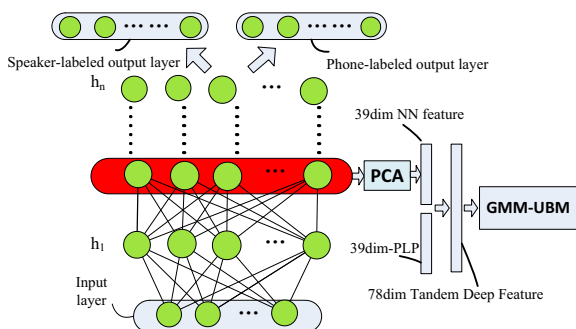 Speaker-labeled output layer
Phone-labeled output layer
hn
39dim NN feature
PCA
GMM-UBM
h1
39dim-PLP
Input
layer
78dim Tandem Deep Feature